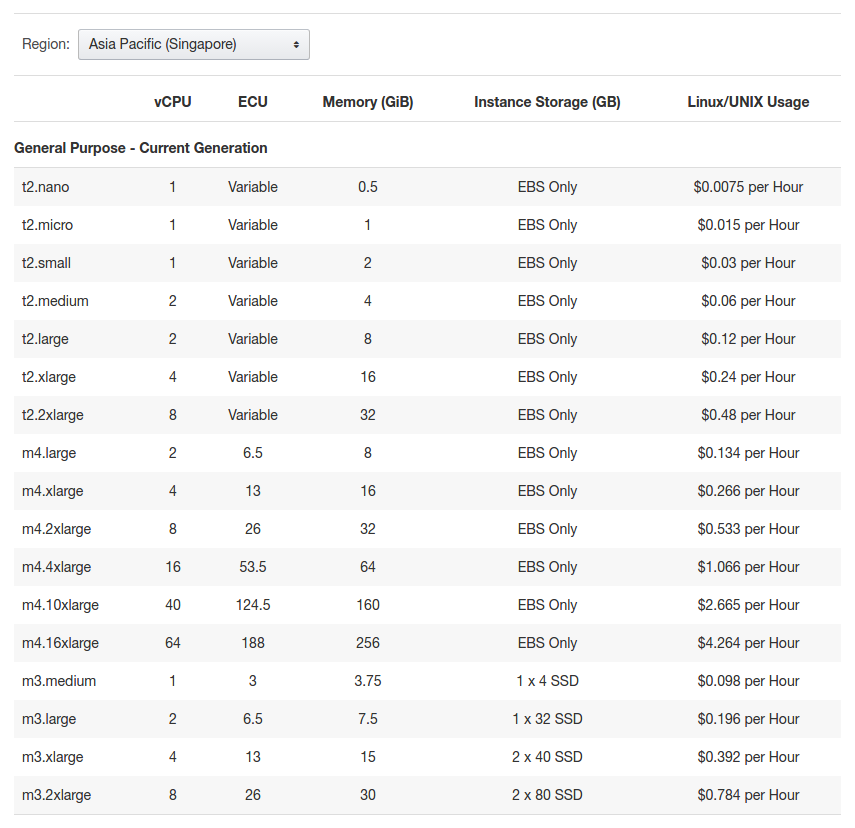 Region: Asia Pacific (Singapore)
vCPU ECU Memory (GiB) Instance Storage (GB) Linux/UNIX Usage
General Purpose - Current Generation
t2.nano 1 Variable 0.5 EBS Only $0.0075 per Hour
t2.micro 1 Variable 1 EBS Only $0.015 per Hour
t2.small 1 Variable 2 EBS Only $0.03 per Hour
t2.medium 2 Variable 4 EBS Only $0.06 per Hour
t2.large 2 Variable 8 EBS Only $0.12 per Hour
t2.xlarge 4 Variable 16 EBS Only $0.24 per Hour
t2.2xlarge 8 Variable 32 EBS Only $0.48 per Hour
m4.large 2 6.5 8 EBS Only $0.134 per Hour
m4.xlarge 4 13 16 EBS Only $0.266 per Hour
m4.2xlarge 8 26 32 EBS Only $0.533 per Hour
m4.4xlarge 16 53.5 64 EBS Only $1.066 per Hour
m4.10xlarge 40 124.5 160 EBS Only $2.665 per Hour
m4.16xlarge 64 188 256 EBS Only $4.264 per Hour
m3.medium 1 3 3.75 1 x 4 SSD $0.098 per Hour
m3.large 2 6.5 7.5 1 x 32 SSD $0.196 per Hour
m3.xlarge 4 13 15 2 x 40 SSD $0.392 per Hour
m3.2xlarge 8 26 30 2 x 80 SSD $0.784 per Hour